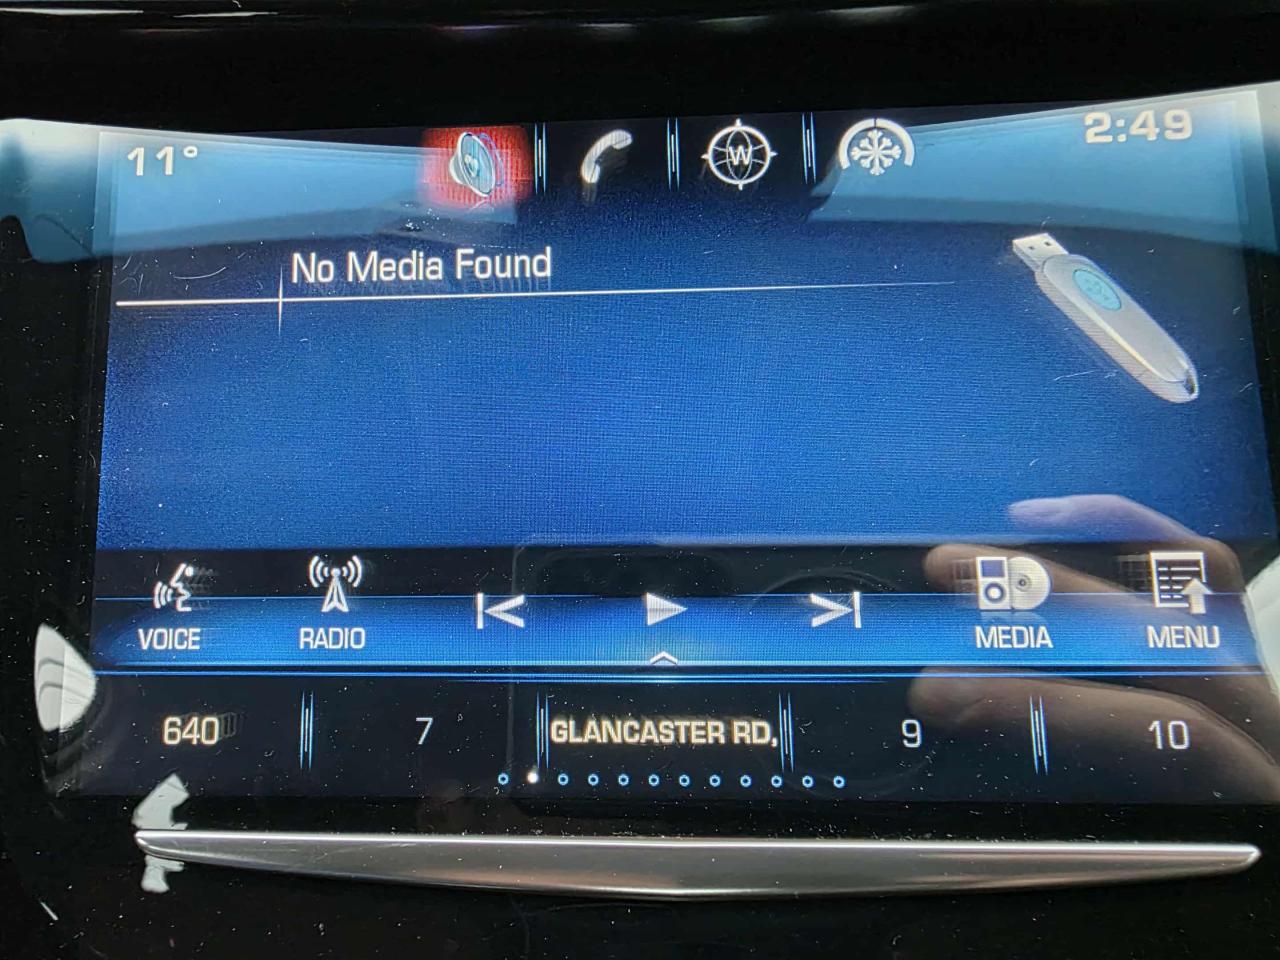 11°
W
2:49
No Media Found
VOICE
RADIO
MEDIA
MENU
640
7
GLANCASTER RD,
9
10